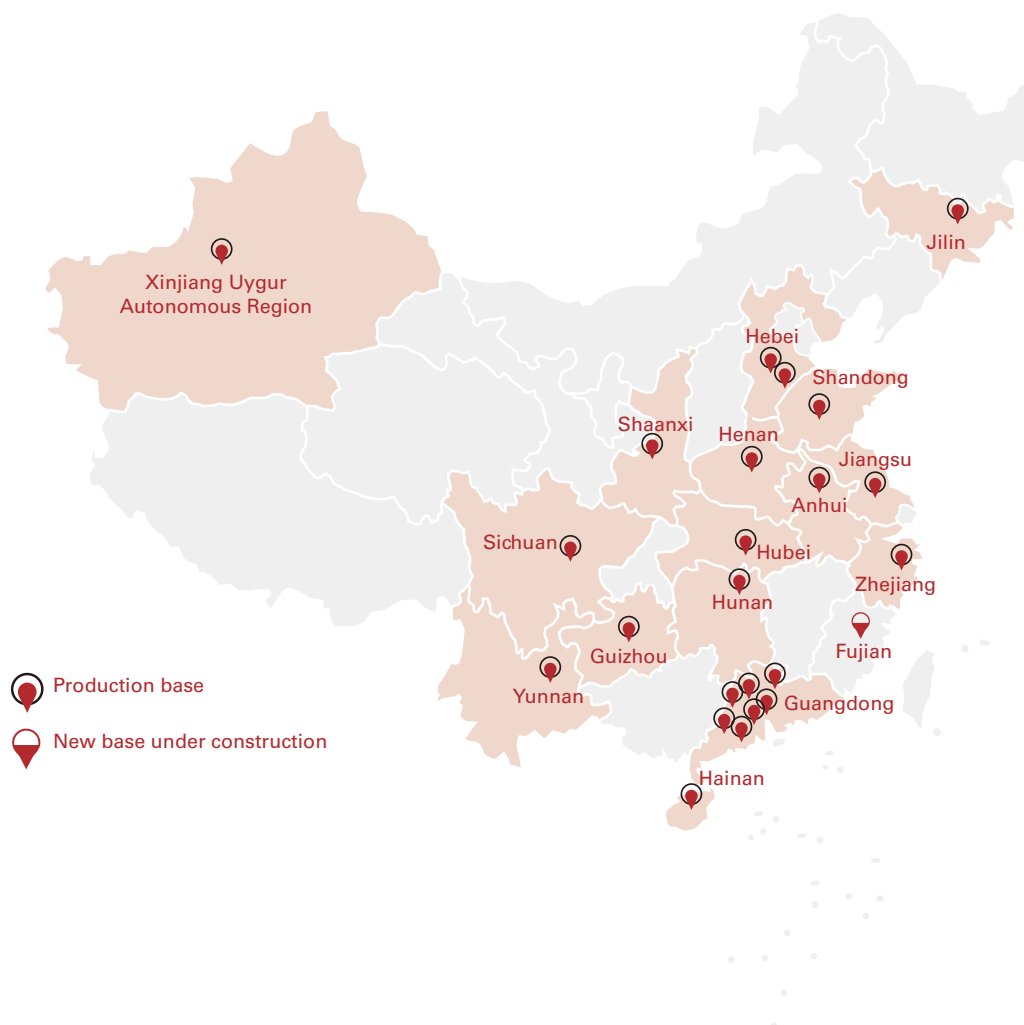 Jilin
Xinjiang Uygur
Autonomous Region
Hebei
Shandong
Shaanxi
Henan
Jiangsu
Anhui
Sichuan
Hubei
Zhejiang
Hunan
Fujian
Guizhou
Production base
Yunnan
Guangdong
New base under construction
Hainan